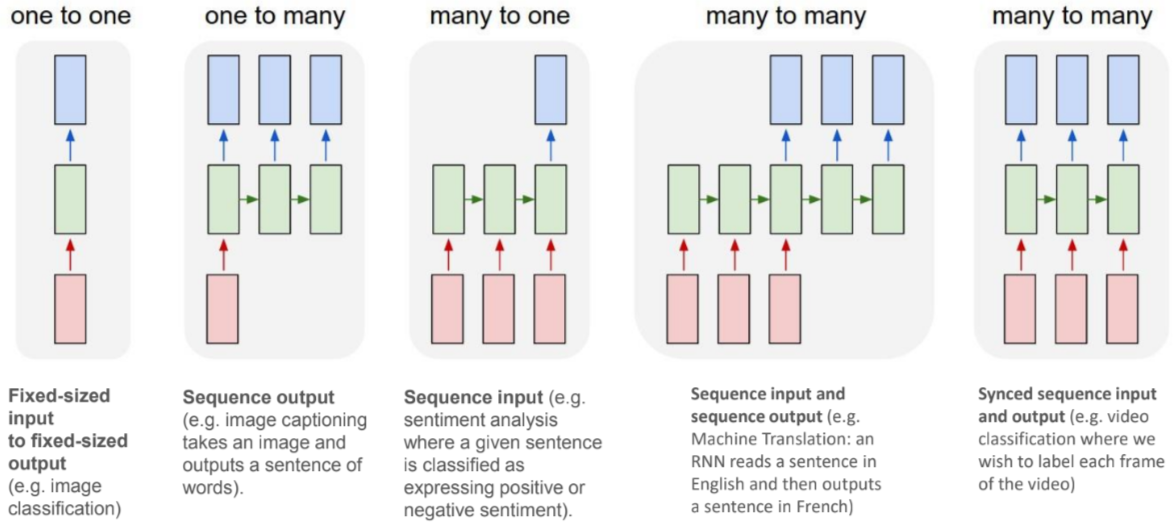 one to one
one to many
many to one
many to many
many to many
Fixed-sized
input
to fixed-sized
output
(e.g. image
classification)
Sequence output
(e.g. image captioning
takes an image and
outputs a sentence of
words).
Sequence input (e.g.
sentiment analysis
where a given sentence
is classified as
expressing positive or
negative sentiment).
Sequence input and
sequence output (e.g.
Machine Translation: an
RNN reads a sentence in
English and then outputs
a sentence in French)
Synced sequence input
and output (e.g. video
classification where we
wish to label each frame
of the video)